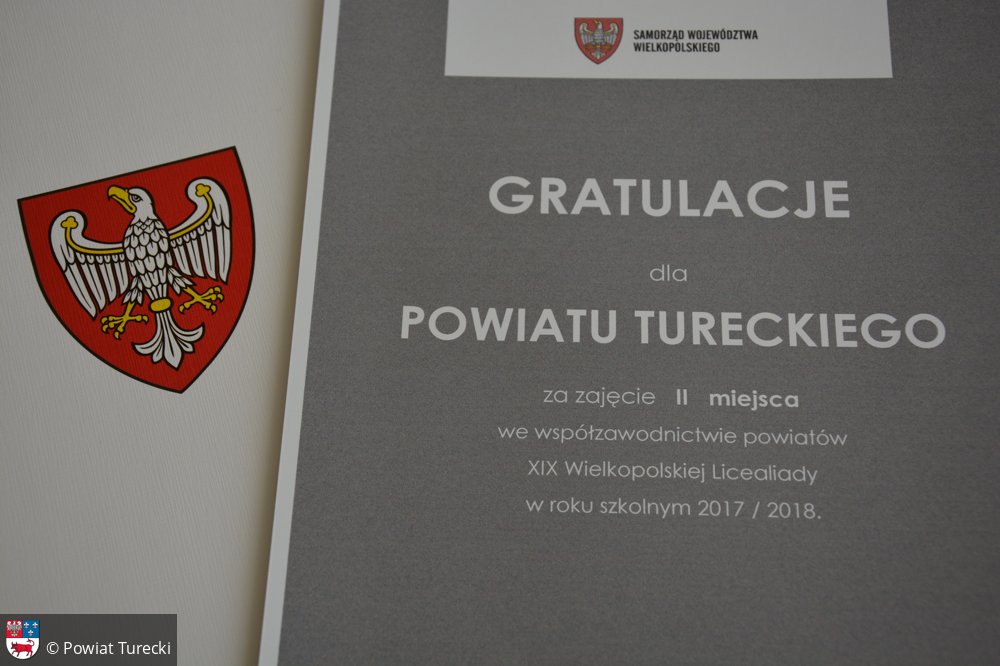 SAMORZĄD WOJEWÓDZTWA
WIELKOPOLSKIEGO
GRATULACJE
dla
POWIATU TURECKIEGO
za zajęcie II miejsca
we współzawodnictwie powiatów
XIX Wielkopolskiej Licealiady
w roku szkolnym 2017 / 2018.
© Powiat Turecki